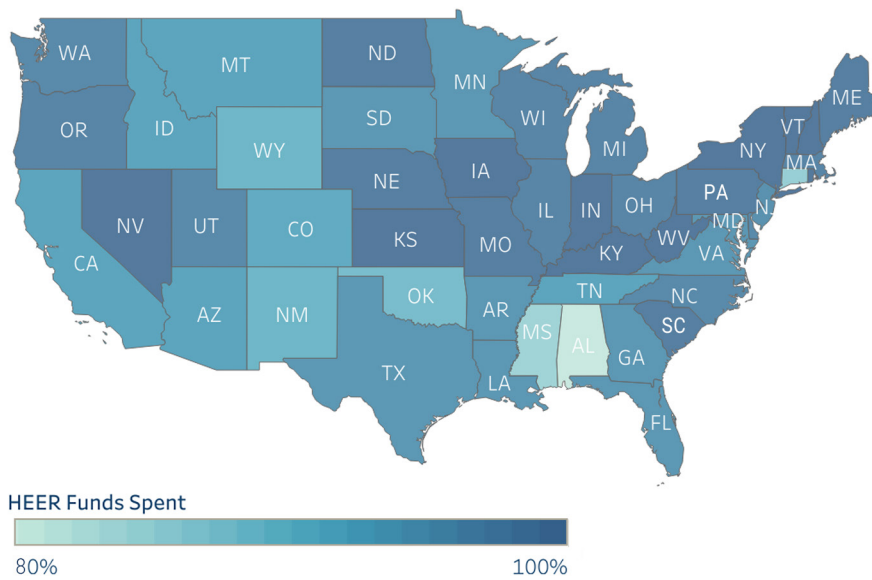 WA
MT
ND
MN
ME
OR
ID
SD
WI
VT
WY
MI
NY
MA
NE
IA
PA
NV
UT
CO
IL
IN
OH
NJ
MD
CA
KS
MO
KY
WV
VA
AZ
NM
OK
AR
TN
NC
MS
AL
GA
SC
TX
LA
FL
HEER Funds Spent
80%
100%